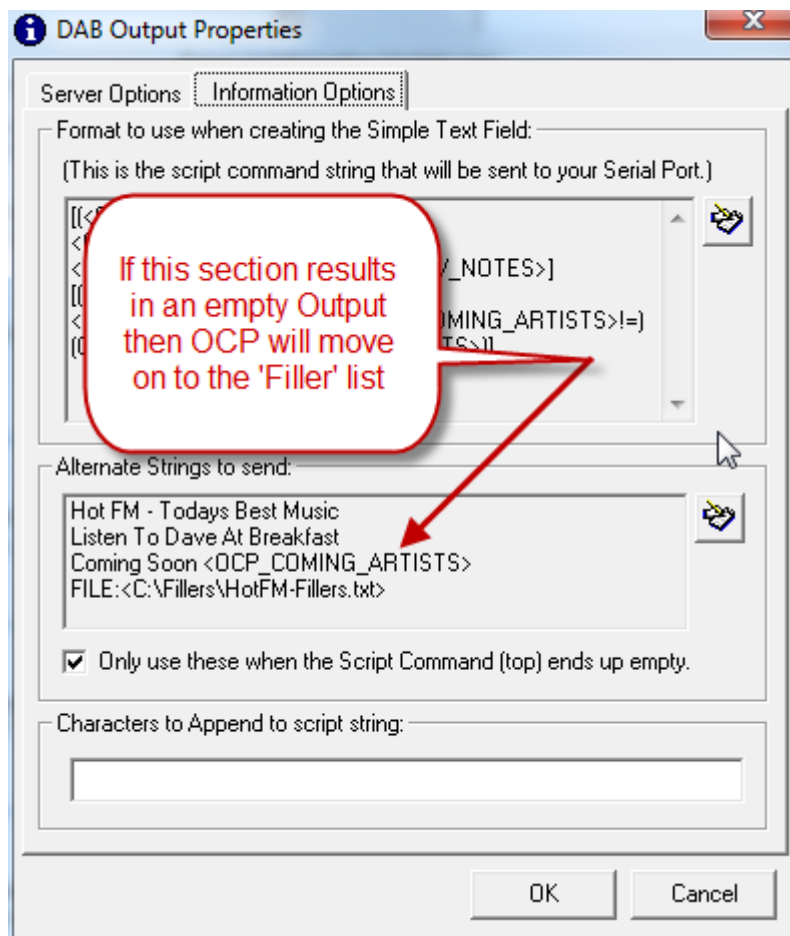 DAB Output Properties
Server Options
Information Options
Format to use when creating the Simple Text Field:
(This is the script command string that will be sent to your Serial Port.)
If this section results
in an empty Output
then OCP will move
on to the 'Filler' list
[(<
<
< _NOTES>]
[(
< MING_ARTISTS>!=)
TS>)]
Alternate Strings to send:
Hot FM - Todays Best Music
Listen To Dave At Breakfast
Coming Soon <OCP_COMING_ARTISTS>
FILE:<C:\Fillers\HotFM-Fillers.txt>
Only use these when the Script Command (top) ends up empty.
Characters to Append to script string:
OK
Cancel